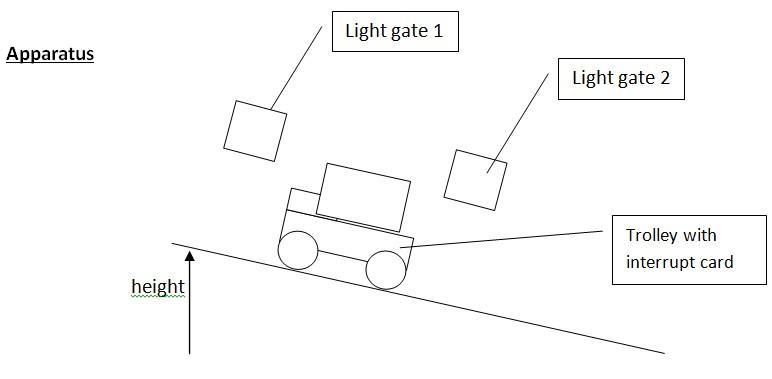 Apparatus
Light gate 1
Light gate 2
Trolley with
interrupt card
height